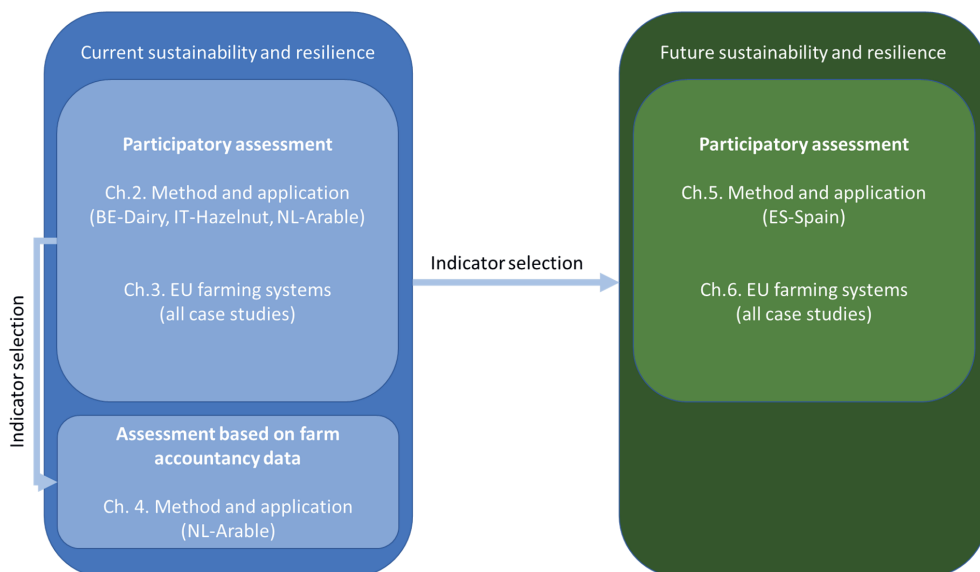 Current sustainability and resilience
Participatory assessment
Ch.2. Method and application
(BE-Dairy, IT-Hazelnut, NL-Arable)
Ch.3. EU farming systems
(all case studies)
Indicator selection
Assessment based on farm
accountancy data
Ch. 4. Method and application
(NL-Arable)
Indicator selection
Future sustainability and resilience
Participatory assessment
Ch.5. Method and application
(ES-Spain)
Ch.6. EU farming systems
(all case studies)